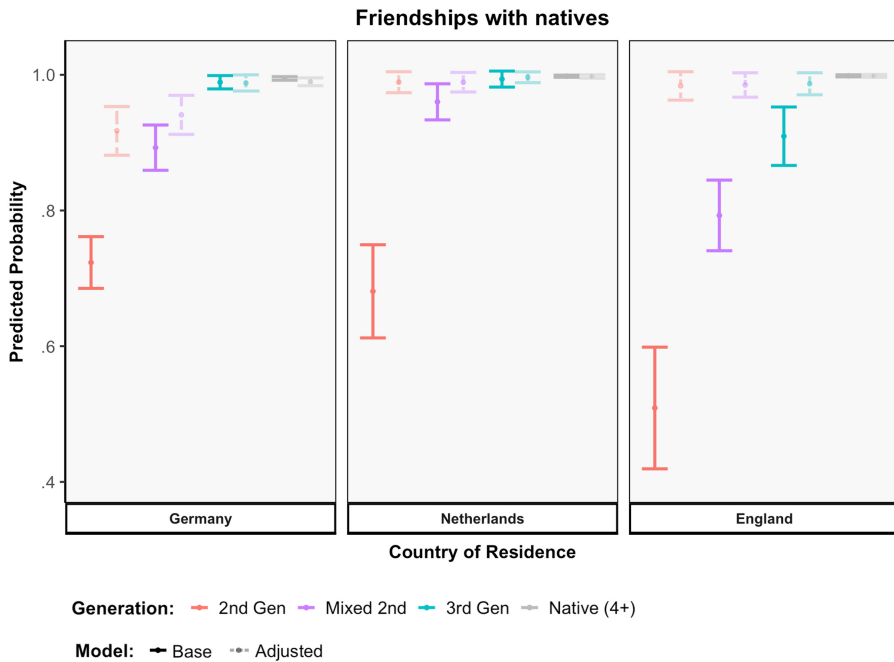 Friendships with natives
Predicted Probability
1.0
.8
.6
.4
Germany
Netherlands
England
Country of Residence
Generation: 2nd Gen Mixed 2nd 3rd Gen Native (4+)
Model: Base Adjusted